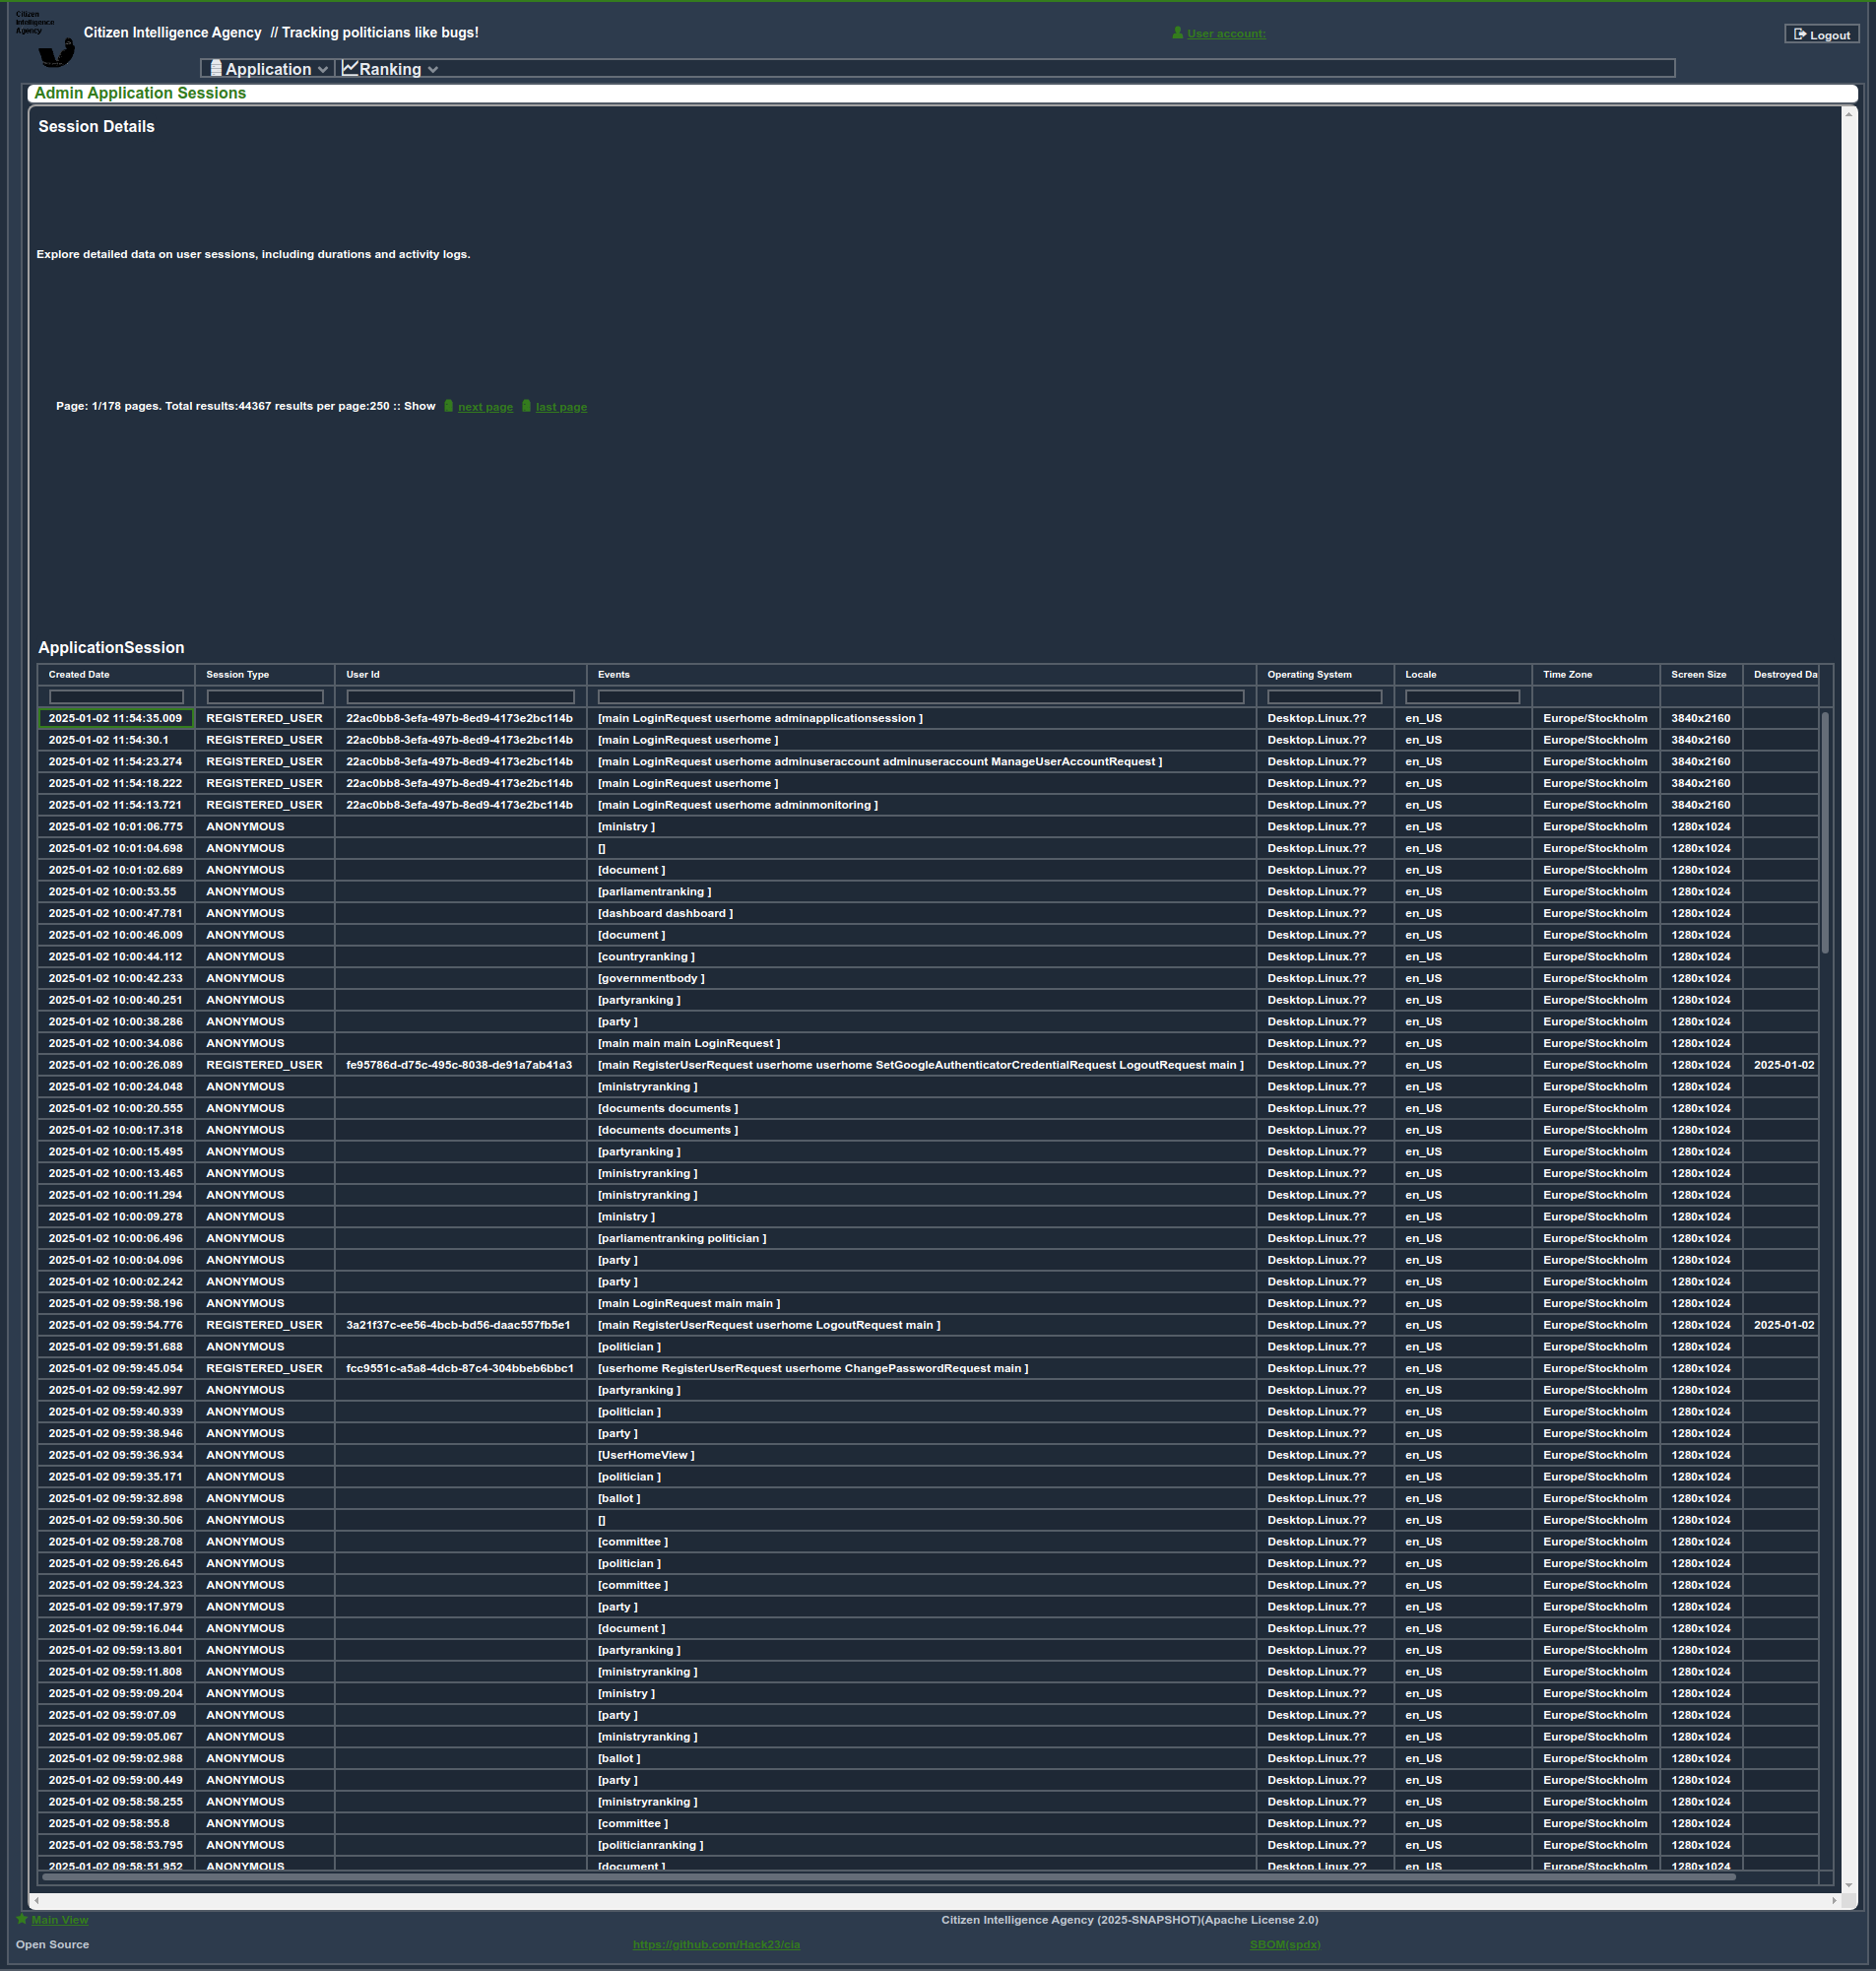 Citizen
Intelligence
Agency
Citizen Intelligence Agency // Tracking politicians like bugs!
User account:
Logout
Application Ranking
Admin Application Sessions
Session Details
Explore detailed data on user sessions, including durations and activity logs.
Page: 1/178 pages. Total results:44367 results per page:250 :: Show next page last page
ApplicationSession
Created Date Session Type User Id Events Operating System Locale Time Zone Screen Size Destroyed Da
2025-01-02 11:54:35.009 REGISTERED_USER 22ac0bb8-3efa-497b-8ed9-4173e2bc114b [main LoginRequest userhome adminapplicationsession ] Desktop.Linux.?? en_US Europe/Stockholm 3840x2160
2025-01-02 11:54:30.1 REGISTERED_USER 22ac0bb8-3efa-497b-8ed9-4173e2bc114b [main LoginRequest userhome ] Desktop.Linux.?? en_US Europe/Stockholm 3840x2160
2025-01-02 11:54:23.274 REGISTERED_USER 22ac0bb8-3efa-497b-8ed9-4173e2bc114b [main LoginRequest userhome adminuseraccount adminuseraccount ManageUserAccountRequest ] Desktop.Linux.?? en_US Europe/Stockholm 3840x2160
2025-01-02 11:54:18.222 REGISTERED_USER 22ac0bb8-3efa-497b-8ed9-4173e2bc114b [main LoginRequest userhome ] Desktop.Linux.?? en_US Europe/Stockholm 3840x2160
2025-01-02 11:54:13.721 REGISTERED_USER 22ac0bb8-3efa-497b-8ed9-4173e2bc114b [main LoginRequest userhome adminmonitoring ] Desktop.Linux.?? en_US Europe/Stockholm 3840x2160
2025-01-02 10:01:06.775 ANONYMOUS [ministry ] Desktop.Linux.?? en_US Europe/Stockholm 1280x1024
2025-01-02 10:01:04.698 ANONYMOUS [] Desktop.Linux.?? en_US Europe/Stockholm 1280x1024
2025-01-02 10:01:02.689 ANONYMOUS [document ] Desktop.Linux.?? en_US Europe/Stockholm 1280x1024
2025-01-02 10:00:53.55 ANONYMOUS [parliamentranking ] Desktop.Linux.?? en_US Europe/Stockholm 1280x1024
2025-01-02 10:00:47.781 ANONYMOUS [dashboard dashboard ] Desktop.Linux.?? en_US Europe/Stockholm 1280x1024
2025-01-02 10:00:46.009 ANONYMOUS [document ] Desktop.Linux.?? en_US Europe/Stockholm 1280x1024
2025-01-02 10:00:44.112 ANONYMOUS [countryranking ] Desktop.Linux.?? en_US Europe/Stockholm 1280x1024
2025-01-02 10:00:42.233 ANONYMOUS [governmentbody ] Desktop.Linux.?? en_US Europe/Stockholm 1280x1024
2025-01-02 10:00:40.251 ANONYMOUS [partyranking ] Desktop.Linux.?? en_US Europe/Stockholm 1280x1024
2025-01-02 10:00:38.286 ANONYMOUS [party ] Desktop.Linux.?? en_US Europe/Stockholm 1280x1024
2025-01-02 10:00:34.086 ANONYMOUS [main main main LoginRequest ] Desktop.Linux.?? en_US Europe/Stockholm 1280x1024
2025-01-02 10:00:26.089 REGISTERED_USER fe95786d-d75c-495c-8038-de91a7ab41a3 [main RegisterUserRequest userhome userhome SetGoogleAuthenticatorCredentialRequest LogoutRequest main ] Desktop.Linux.?? en_US Europe/Stockholm 1280x1024 2025-01-02
2025-01-02 10:00:24.048 ANONYMOUS [ministryranking ] Desktop.Linux.?? en_US Europe/Stockholm 1280x1024
2025-01-02 10:00:20.555 ANONYMOUS [documents documents ] Desktop.Linux.?? en_US Europe/Stockholm 1280x1024
2025-01-02 10:00:17.318 ANONYMOUS [documents documents ] Desktop.Linux.?? en_US Europe/Stockholm 1280x1024
2025-01-02 10:00:15.495 ANONYMOUS [partyranking ] Desktop.Linux.?? en_US Europe/Stockholm 1280x1024
2025-01-02 10:00:13.465 ANONYMOUS [ministryranking ] Desktop.Linux.?? en_US Europe/Stockholm 1280x1024
2025-01-02 10:00:11.294 ANONYMOUS [ministryranking ] Desktop.Linux.?? en_US Europe/Stockholm 1280x1024
2025-01-02 10:00:09.278 ANONYMOUS [ministry ] Desktop.Linux.?? en_US Europe/Stockholm 1280x1024
2025-01-02 10:00:06.496 ANONYMOUS [parliamentranking politician ] Desktop.Linux.?? en_US Europe/Stockholm 1280x1024
2025-01-02 10:00:04.096 ANONYMOUS [party ] Desktop.Linux.?? en_US Europe/Stockholm 1280x1024
2025-01-02 10:00:02.242 ANONYMOUS [party ] Desktop.Linux.?? en_US Europe/Stockholm 1280x1024
2025-01-02 09:59:58.196 ANONYMOUS [main LoginRequest main main ] Desktop.Linux.?? en_US Europe/Stockholm 1280x1024
2025-01-02 09:59:54.776 REGISTERED_USER 3a21f37c-ee56-4bcb-bd56-daac557fb5e1 [main RegisterUserRequest userhome LogoutRequest main ] Desktop.Linux.?? en_US Europe/Stockholm 1280x1024 2025-01-02
2025-01-02 09:59:51.688 ANONYMOUS [politician ] Desktop.Linux.?? en_US Europe/Stockholm 1280x1024
2025-01-02 09:59:45.054 REGISTERED_USER fcc9551c-a5a8-4dcb-87c4-304bbeb6bbc1 [userhome RegisterUserRequest userhome ChangePasswordRequest main ] Desktop.Linux.?? en_US Europe/Stockholm 1280x1024
2025-01-02 09:59:42.997 ANONYMOUS [partyranking ] Desktop.Linux.?? en_US Europe/Stockholm 1280x1024
2025-01-02 09:59:40.939 ANONYMOUS [politician ] Desktop.Linux.?? en_US Europe/Stockholm 1280x1024
2025-01-02 09:59:38.946 ANONYMOUS [party ] Desktop.Linux.?? en_US Europe/Stockholm 1280x1024
2025-01-02 09:59:36.934 ANONYMOUS [UserHomeView ] Desktop.Linux.?? en_US Europe/Stockholm 1280x1024
2025-01-02 09:59:35.171 ANONYMOUS [politician ] Desktop.Linux.?? en_US Europe/Stockholm 1280x1024
2025-01-02 09:59:32.898 ANONYMOUS [ballot ] Desktop.Linux.?? en_US Europe/Stockholm 1280x1024
2025-01-02 09:59:30.506 ANONYMOUS [] Desktop.Linux.?? en_US Europe/Stockholm 1280x1024
2025-01-02 09:59:28.708 ANONYMOUS [committee ] Desktop.Linux.?? en_US Europe/Stockholm 1280x1024
2025-01-02 09:59:26.645 ANONYMOUS [politician ] Desktop.Linux.?? en_US Europe/Stockholm 1280x1024
2025-01-02 09:59:24.323 ANONYMOUS [committee ] Desktop.Linux.?? en_US Europe/Stockholm 1280x1024
2025-01-02 09:59:17.979 ANONYMOUS [party ] Desktop.Linux.?? en_US Europe/Stockholm 1280x1024
2025-01-02 09:59:16.044 ANONYMOUS [document ] Desktop.Linux.?? en_US Europe/Stockholm 1280x1024
2025-01-02 09:59:13.801 ANONYMOUS [partyranking ] Desktop.Linux.?? en_US Europe/Stockholm 1280x1024
2025-01-02 09:59:11.808 ANONYMOUS [ministryranking ] Desktop.Linux.?? en_US Europe/Stockholm 1280x1024
2025-01-02 09:59:09.204 ANONYMOUS [ministry ] Desktop.Linux.?? en_US Europe/Stockholm 1280x1024
2025-01-02 09:59:07.09 ANONYMOUS [party ] Desktop.Linux.?? en_US Europe/Stockholm 1280x1024
2025-01-02 09:59:05.067 ANONYMOUS [ministryranking ] Desktop.Linux.?? en_US Europe/Stockholm 1280x1024
2025-01-02 09:59:02.988 ANONYMOUS [ballot ] Desktop.Linux.?? en_US Europe/Stockholm 1280x1024
2025-01-02 09:59:00.449 ANONYMOUS [party ] Desktop.Linux.?? en_US Europe/Stockholm 1280x1024
2025-01-02 09:58:58.255 ANONYMOUS [ministryranking ] Desktop.Linux.?? en_US Europe/Stockholm 1280x1024
2025-01-02 09:58:55.8 ANONYMOUS [committee ] Desktop.Linux.?? en_US Europe/Stockholm 1280x1024
2025-01-02 09:58:53.795 ANONYMOUS [politicianranking ] Desktop.Linux.?? en_US Europe/Stockholm 1280x1024
2025-01-02 09:58:51.952 ANONYMOUS [document ] Desktop.Linux.?? en_US Europe/Stockholm 1280x1024
Main View
Citizen Intelligence Agency (2025-SNAPSHOT)(Apache License 2.0)
Open Source
https://github.com/Hack23/cia
SBOM(spdx)